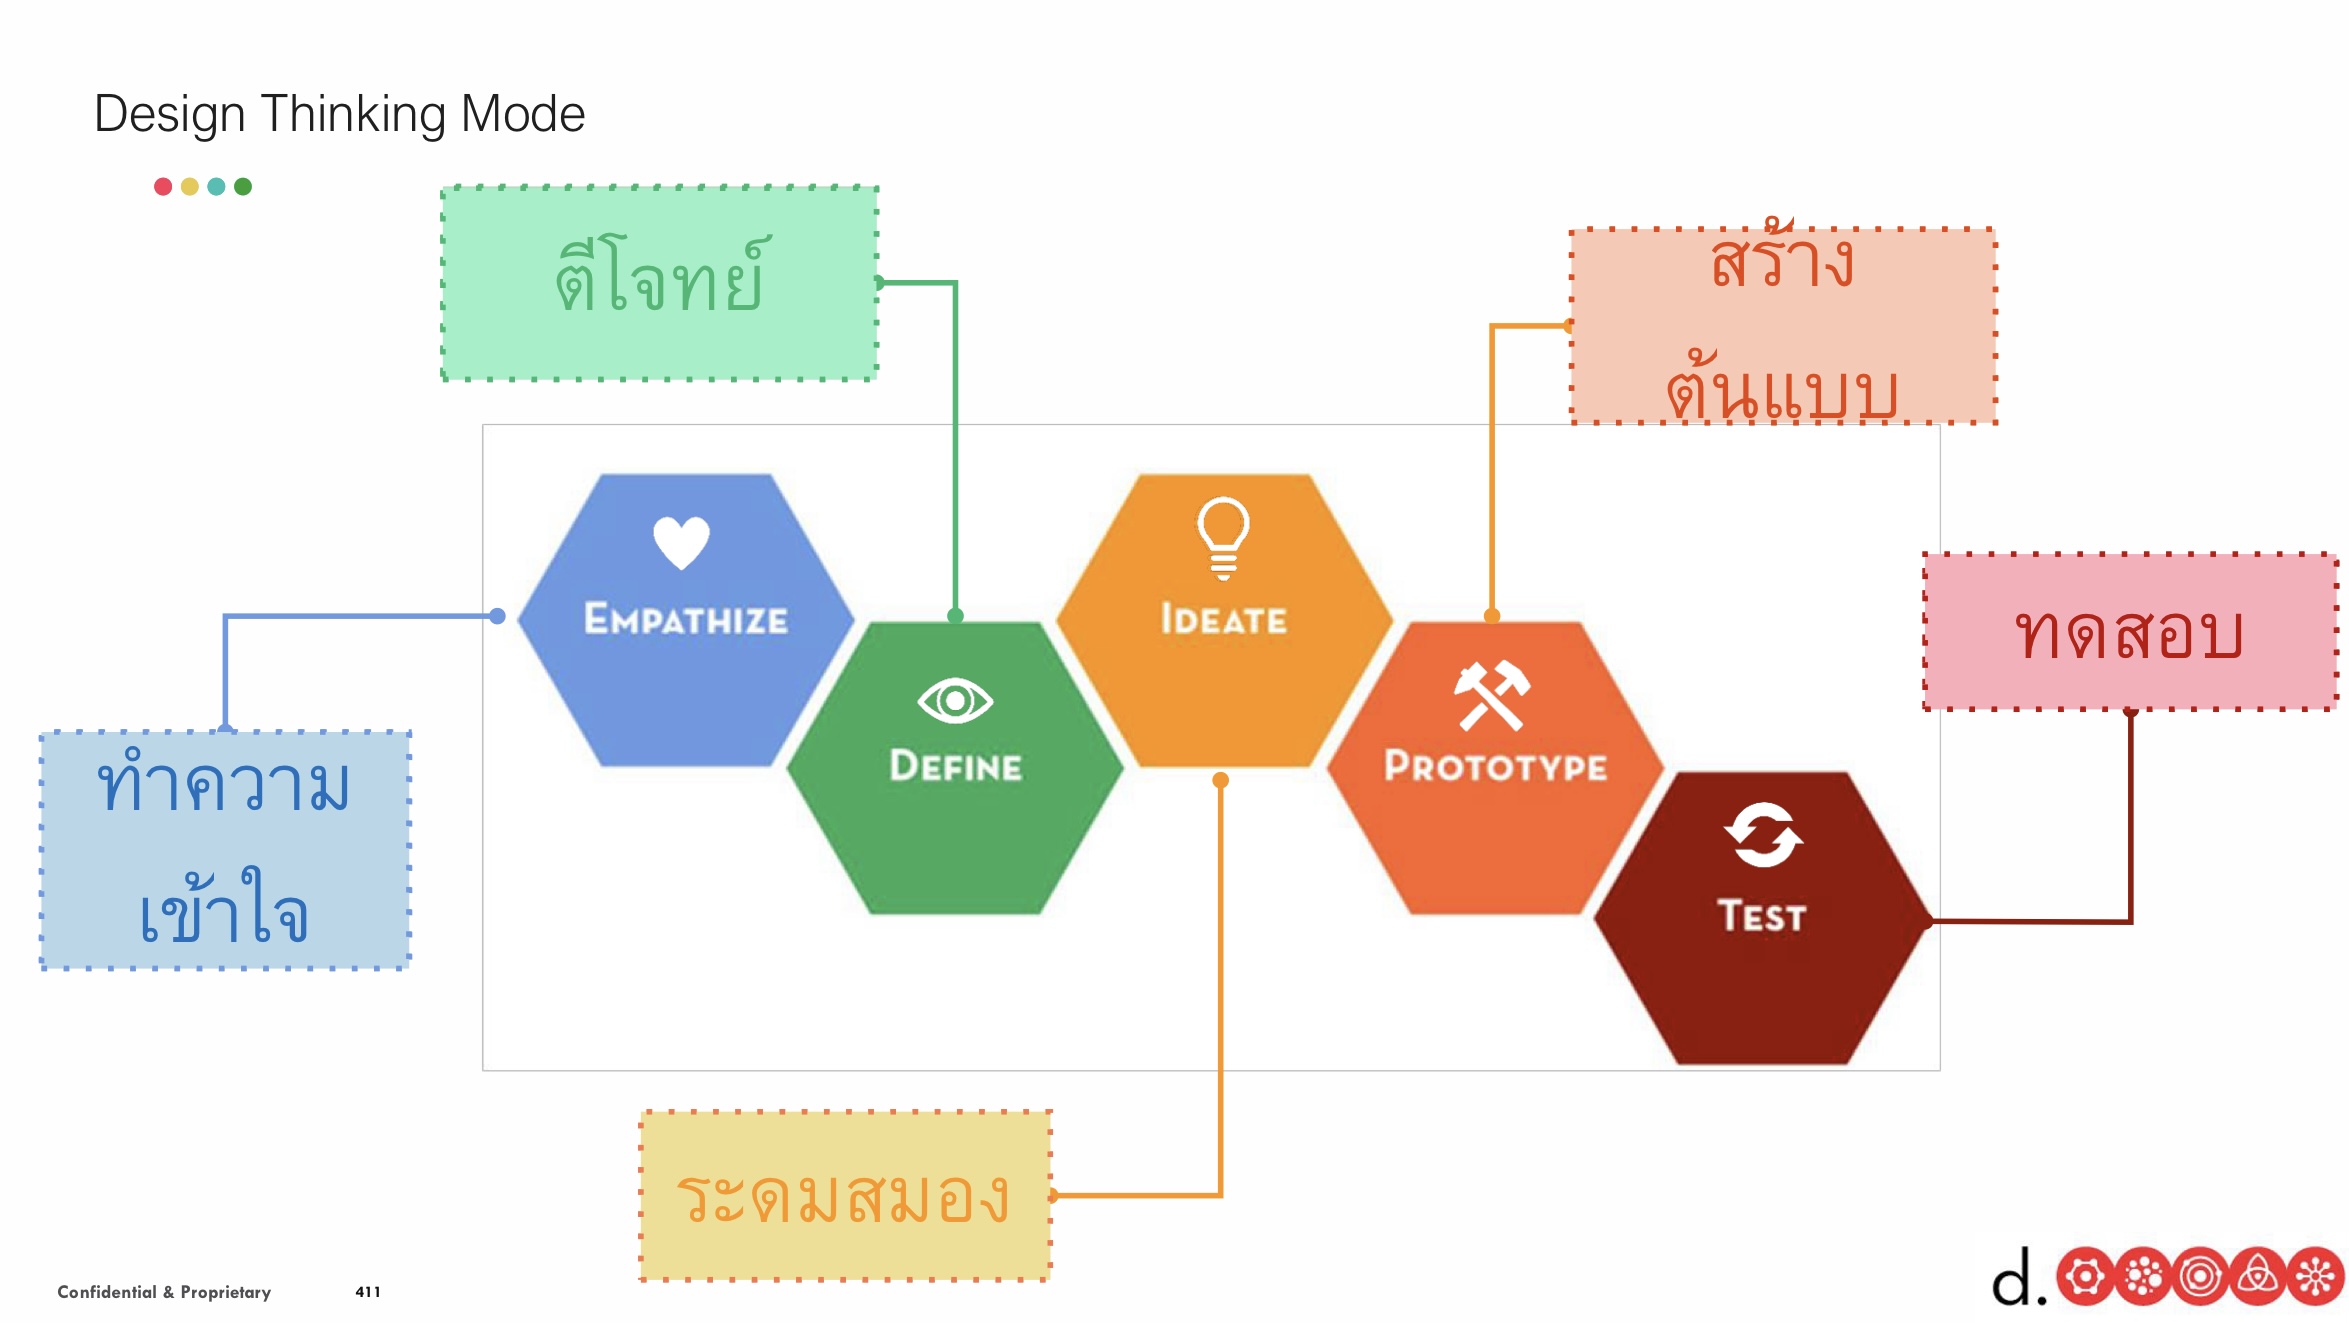 Design Thinking Mode
ตีโจทย์
สร้าง
ต้นแบบ
EMPATHIZE
IDEATE
ทดสอบ
DEFINE
PROTOTYPE
ทำความ
เข้าใจ
TEST
ระดมสมอง
Confidential & Proprietary
411
d.